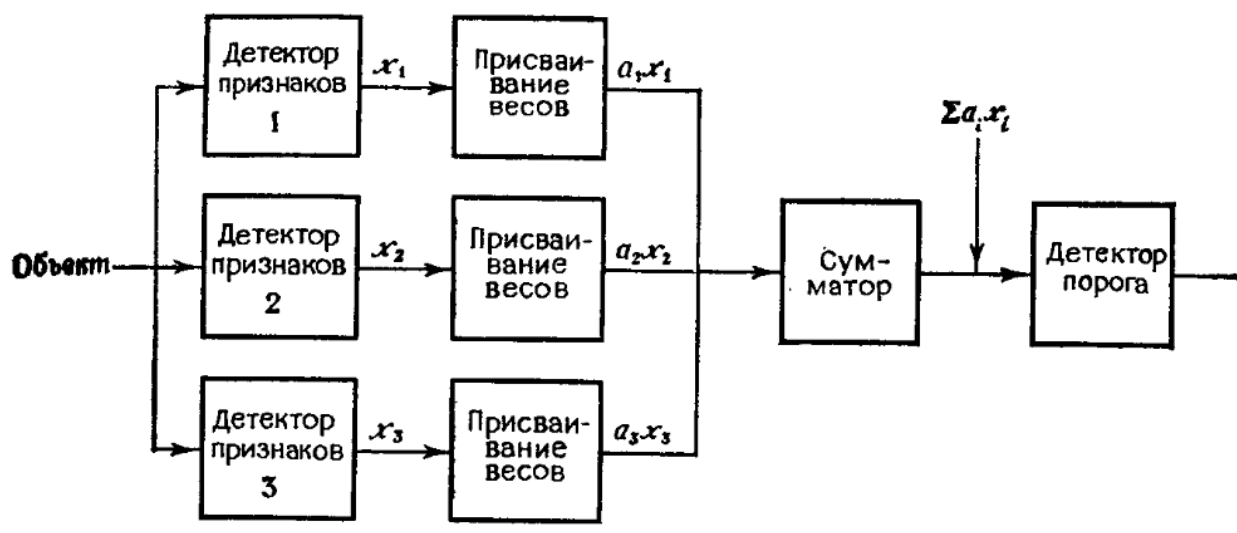 Детектор
признаков
1
x₁
Присваи-
вание
весов
a₁x₁
Σaᵢxᵢ
Объект
Детектор
признаков
2
x₂
Присваи-
вание
весов
a₂x₂
Сум-
матор
Детектор
порога
Детектор
признаков
3
x₃
Присваи-
вание
весов
a₃x₃